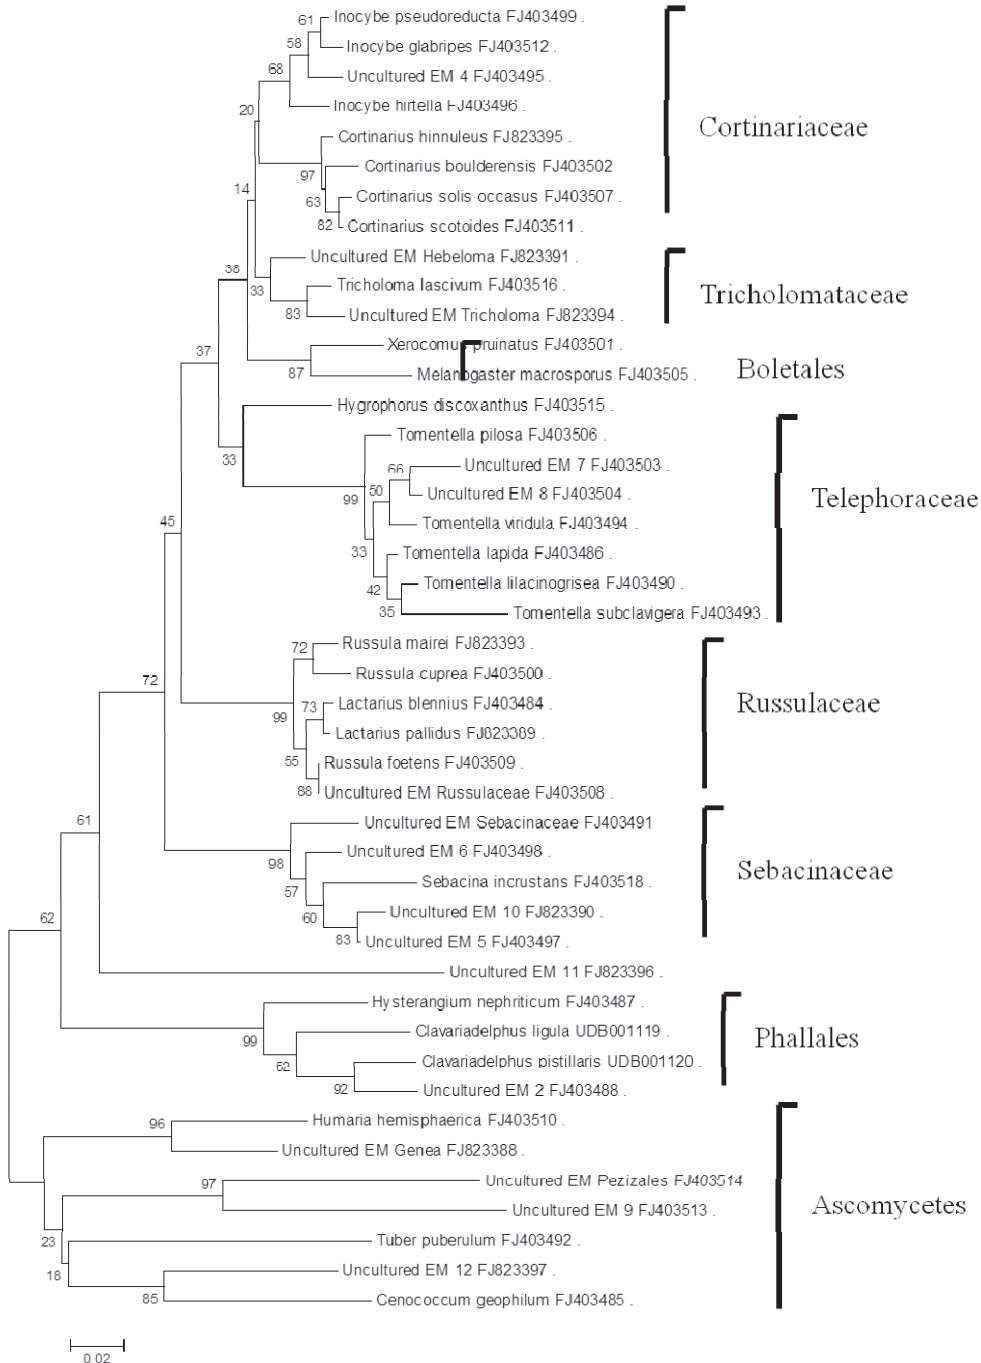 61
Inocybe pseudoreducta FJ403499 .
58
Inocybe glabripes FJ403512 .
68
Uncultured EM 4 FJ403495 .
20
Inocybe hirtella FJ403496 .
Cortinariaceae
Cortinarius hinnuleus FJ823395 .
97
Cortinarius boulderensis FJ403502
14
63
Cortinarius solis occasus FJ403507 .
82
Cortinarius scotoides FJ403511 .
Uncultured EM Hebeloma FJ823391 .
38
33
Tricholoma lascivum FJ403516 .
Tricholomataceae
83
Uncultured EM Tricholoma FJ823394 .
37
Xerocomus pruinatus FJ403501 .
87
Melanogaster macrosporus FJ403505 .
Boletales
Hygrophorus discoxanthus FJ403515 .
33
Tomentella pilosa FJ403506 .
66
Uncultured EM 7 FJ403503 .
99
50
Uncultured EM 8 FJ403504 .
Telephoraceae
45
Tomentella viridula FJ403494 .
33
Tomentella lapida FJ403486 .
42
Tomentella lilacinogrisea FJ403490 .
35
Tomentella subclavigera FJ403493 .
72
Russula mairei FJ823393 .
72
Russula cuprea FJ403500 .
99
73
Lactarius blennius FJ403484 .
Russulaceae
Lactarius pallidus FJ823389 .
55
Russula foetens FJ403509 .
88
Uncultured EM Russulaceae FJ403508 .
61
Uncultured EM Sebacinaceae FJ403491
98
Uncultured EM 6 FJ403498 .
57
Sebacina incrustans FJ403518 .
Sebacinaceae
62
60
Uncultured EM 10 FJ823390 .
83
Uncultured EM 5 FJ403497 .
Uncultured EM 11 FJ823396 .
Hysterangium nephriticum FJ403487 .
99
Clavariadelphus ligula UDB001119 .
Phallales
62
Clavariadelphus pistillaris UDB001120 .
92
Uncultured EM 2 FJ403488 .
96
Humaria hemisphaerica FJ403510 .
Uncultured EM Genea FJ823388 .
97
Uncultured EM Pezizales FJ403514
Uncultured EM 9 FJ403513 .
Ascomycetes
23
Tuber puberulum FJ403492 .
18
Uncultured EM 12 FJ823397 .
85
Cenococcum geophilum FJ403485 .
0.02